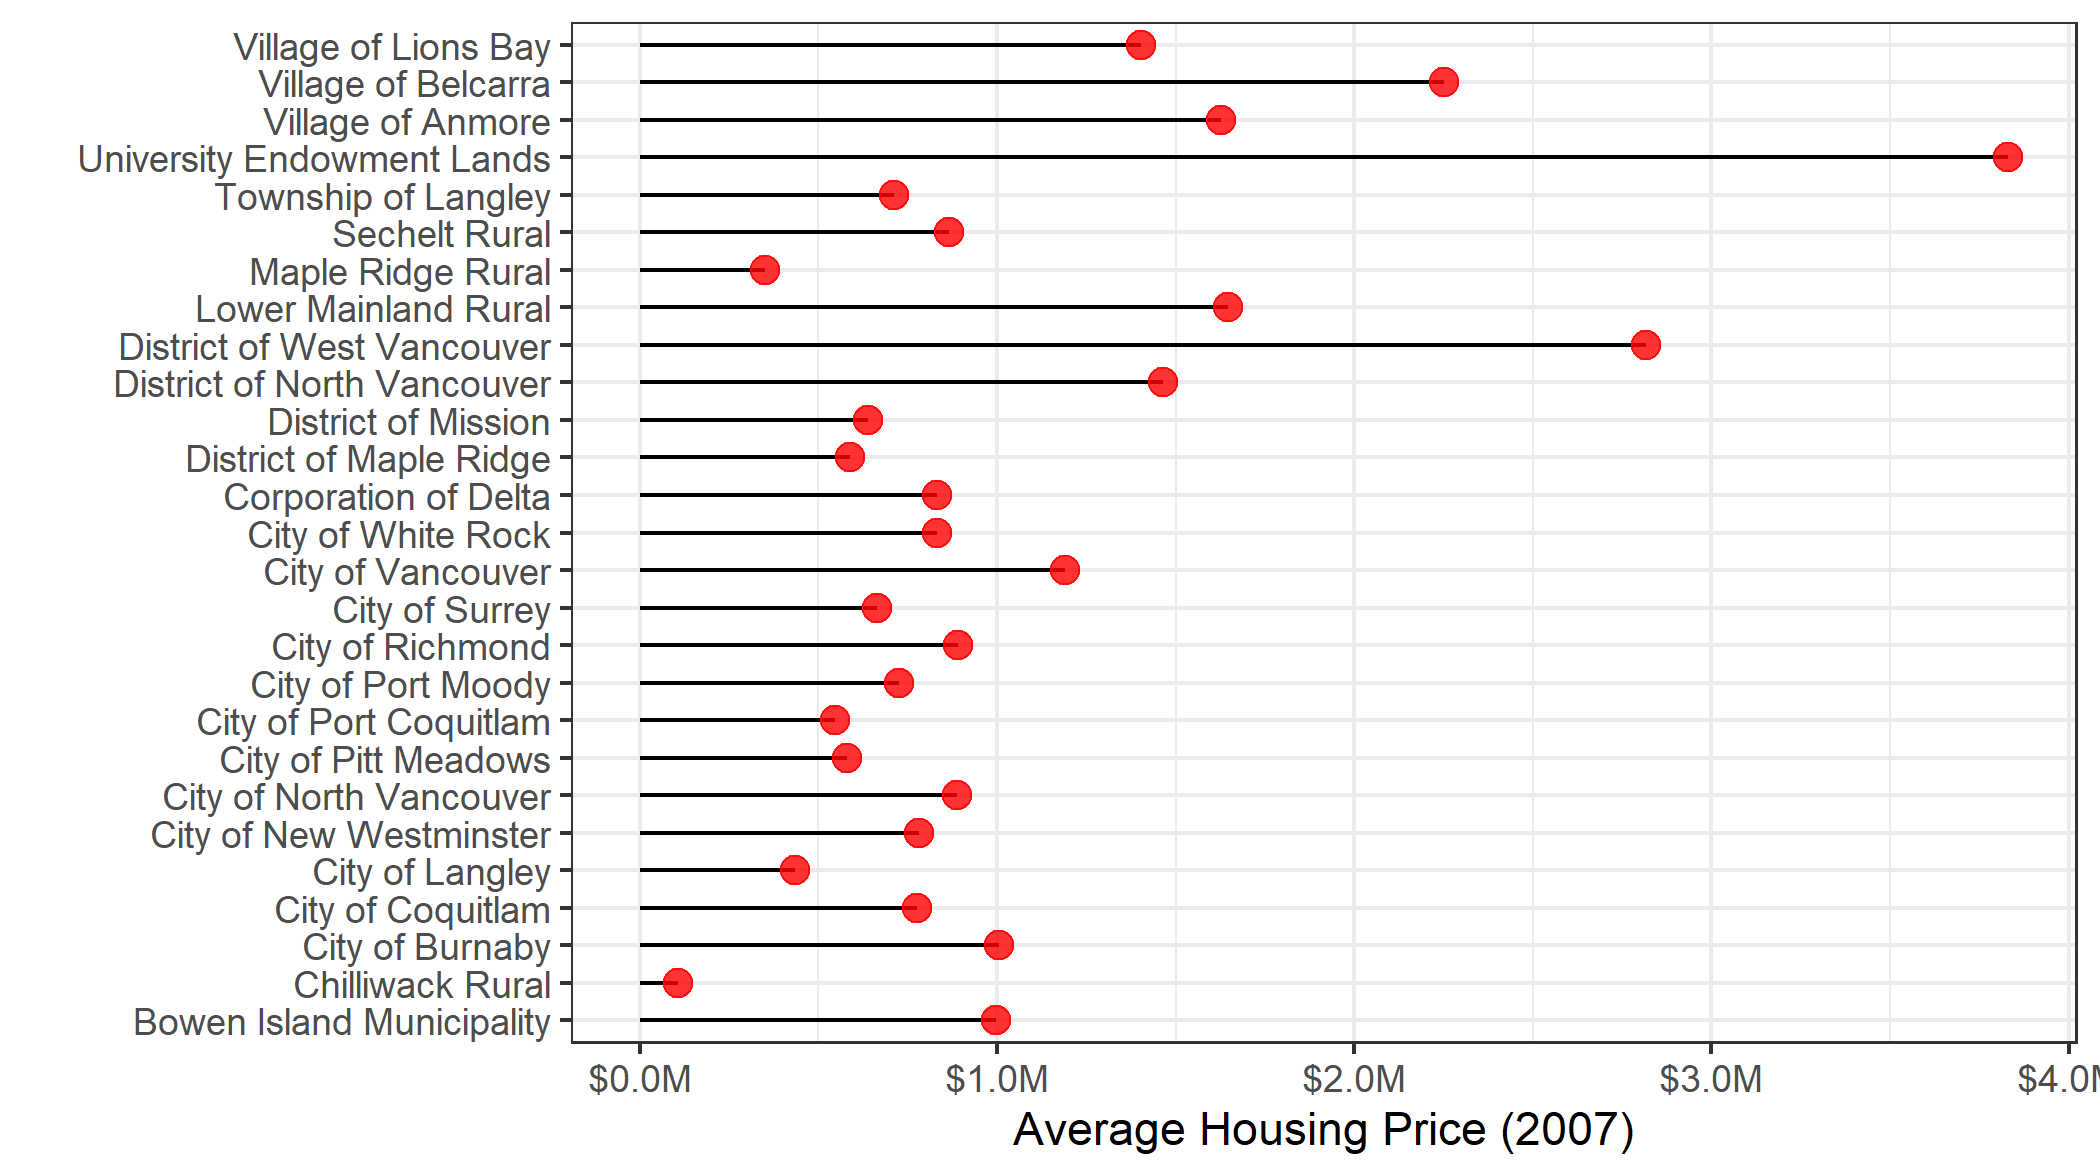 Village of Lions Bay
Village of Belcarra
Village of Anmore
University Endowment Lands
Township of Langley
Sechelt Rural
Maple Ridge Rural
Lower Mainland Rural
District of West Vancouver
District of North Vancouver
District of Mission
District of Maple Ridge
Corporation of Delta
City of White Rock
City of Vancouver
City of Surrey
City of Richmond
City of Port Moody
City of Port Coquitlam
City of Pitt Meadows
City of North Vancouver
City of New Westminster
City of Langley
City of Coquitlam
City of Burnaby
Chilliwack Rural
Bowen Island Municipality
$0.0M $1.0M $2.0M $3.0M $4.0M
Average Housing Price (2007)